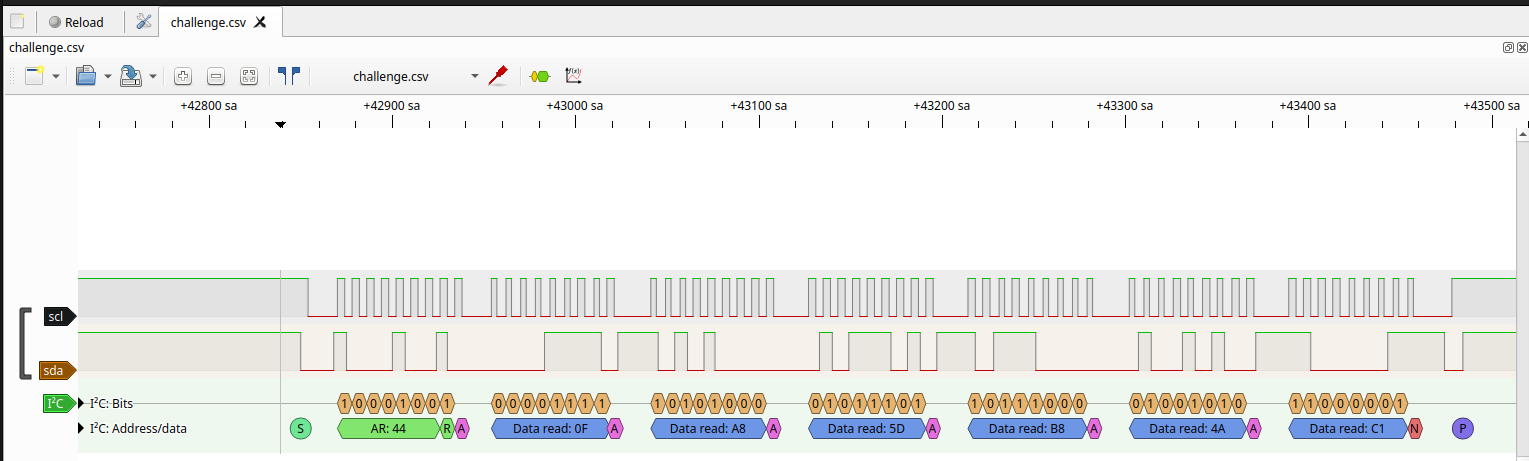 Reload challenge.csv
challenge.csv
challenge.csv
+42800 sa +42900 sa +43000 sa +43100 sa +43200 sa +43300 sa +43400 sa +43500 sa
scl
sda
I²C I²C: Bits 1 0 0 0 1 0 0 1 0 0 0 0 1 1 1 1 1 0 1 0 1 0 0 0 0 1 0 1 1 1 0 1 1 0 1 1 1 0 0 0 0 1 0 0 1 0 1 0 1 1 0 0 0 0 0 1
I²C: Address/data S AR: 44 R A Data read: 0F A Data read: A8 A Data read: 5D A Data read: B8 A Data read: 4A A Data read: C1 N P